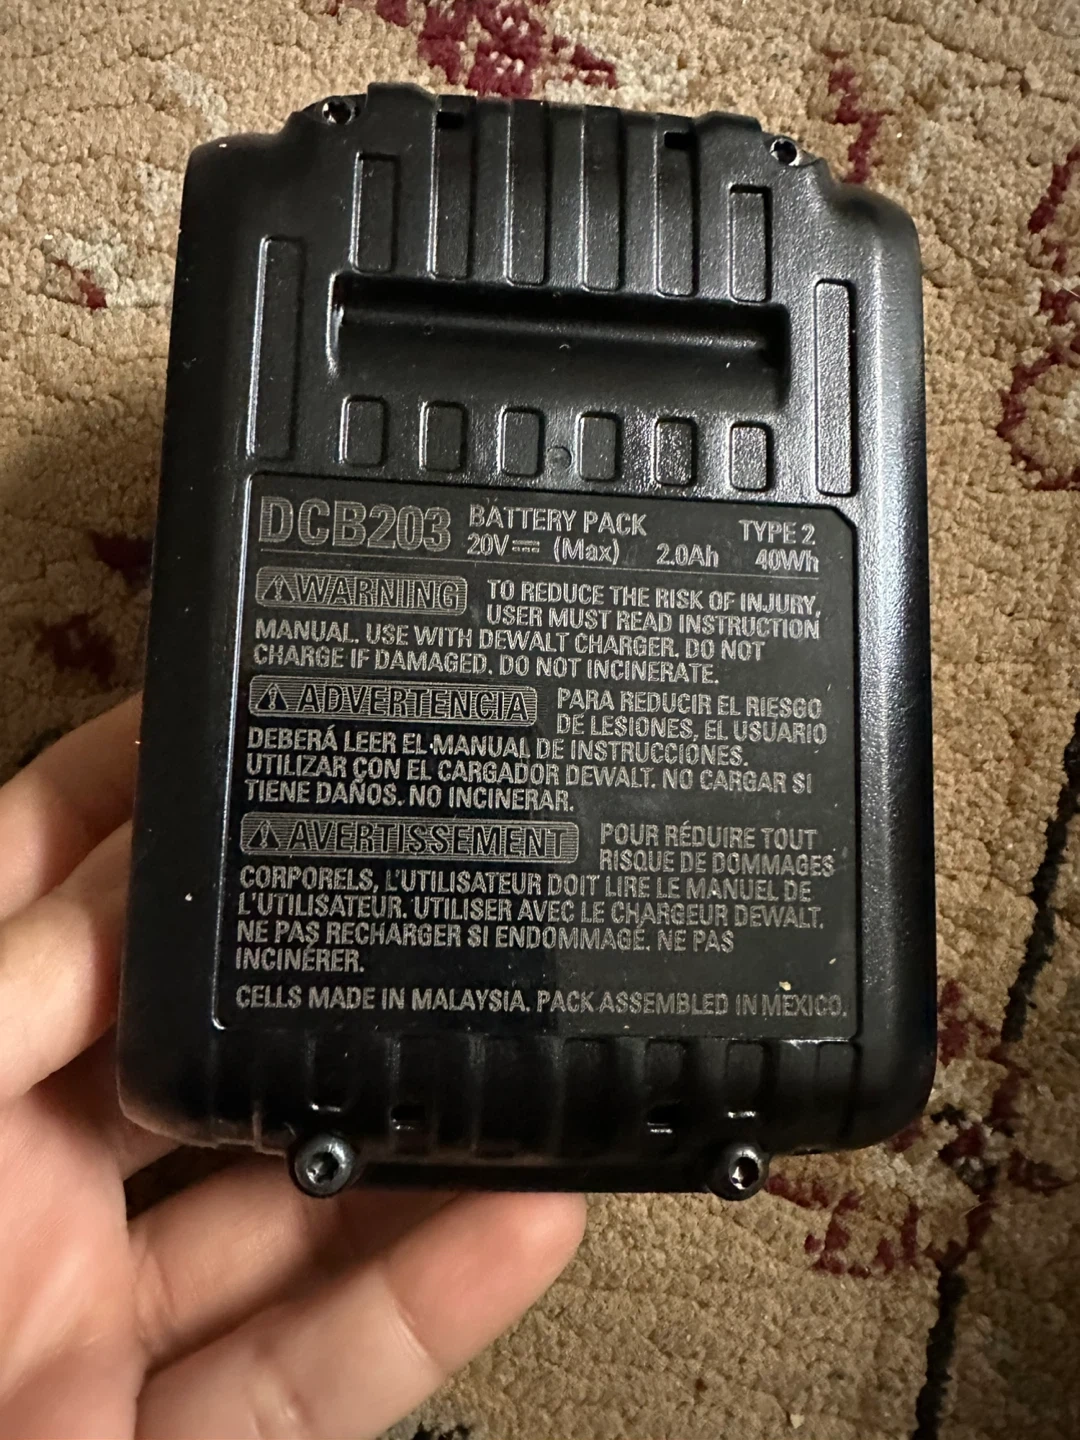 DCB203 BATTERY PACK TYPE 2
20V⎓ (Max) 2.0Ah 40Wh
⚠WARNING TO REDUCE THE RISK OF INJURY,
USER MUST READ INSTRUCTION
MANUAL. USE WITH DEWALT CHARGER. DO NOT
CHARGE IF DAMAGED. DO NOT INCINERATE.
⚠ADVERTENCIA PARA REDUCIR EL RIESGO
DE LESIONES, EL USUARIO
DEBERÁ LEER EL MANUAL DE INSTRUCCIONES.
UTILIZAR CON EL CARGADOR DEWALT. NO CARGAR SI
TIENE DAÑOS. NO INCINERAR.
⚠AVERTISSEMENT POUR RÉDUIRE TOUT
RISQUE DE DOMMAGES
CORPORELS, L'UTILISATEUR DOIT LIRE LE MANUEL DE
L'UTILISATEUR. UTILISER AVEC LE CHARGEUR DEWALT.
NE PAS RECHARGER SI ENDOMMAGÉ. NE PAS
INCINÉRER.
CELLS MADE IN MALAYSIA. PACK ASSEMBLED IN MEXICO.